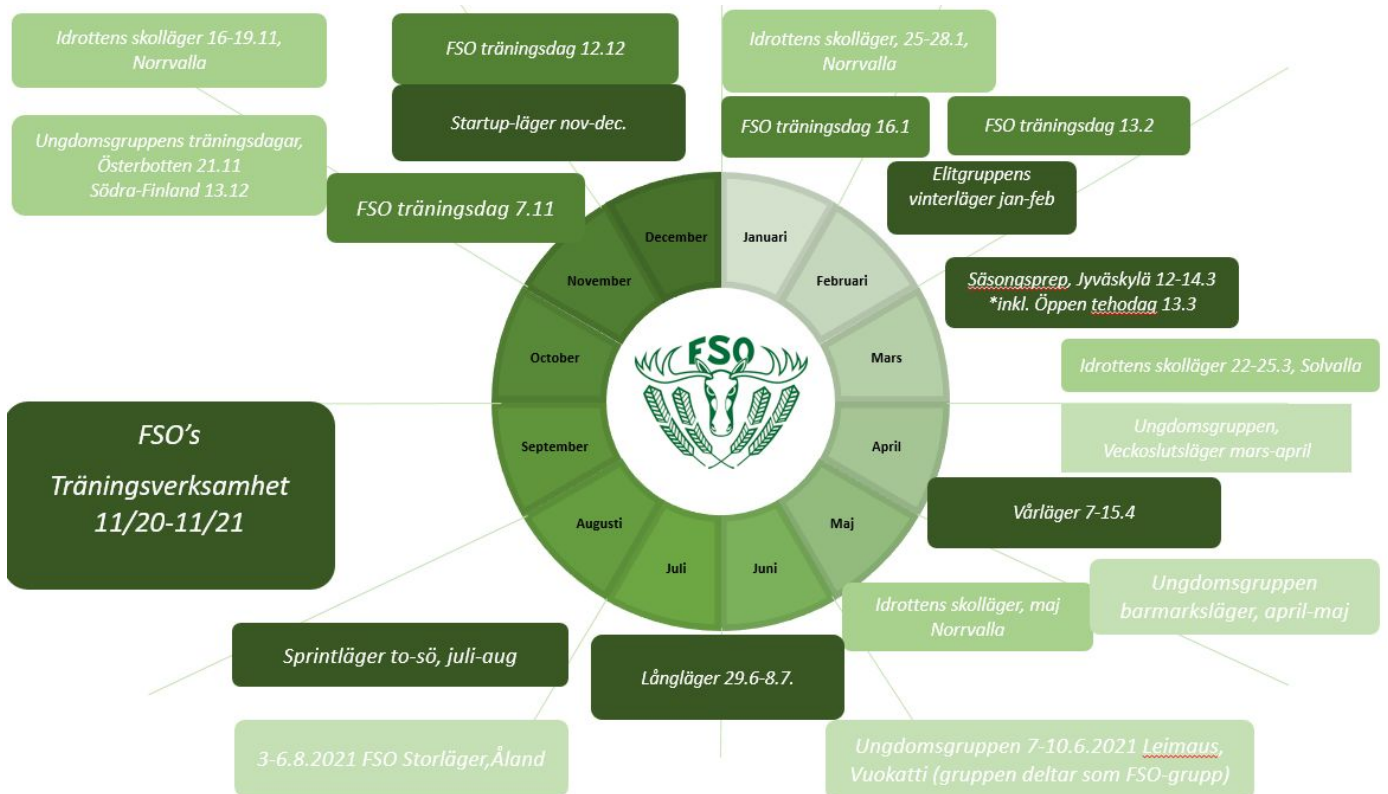 Idrottens skolläger 16-19.11,
Norrvalla
FSO träningsdag 12.12
Idrottens skolläger, 25-28.1,
Norrvalla
Startup-läger nov-dec.
FSO träningsdag 16.1
FSO träningsdag 13.2
Ungdomsgruppens träningsdagar,
Österbotten 21.11
Södra-Finland 13.12
Elitgruppens
vinterläger jan-feb
FSO träningsdag 7.11
December
Januari
November
Februari
Säsongsprep, Jyväskylä 12-14.3
*inkl. Öppen tehodag 13.3
October
FSO
Mars
Idrottens skolläger 22-25.3, Solvalla
FSO's
Träningsverksamhet
11/20-11/21
September
April
Ungdomsgruppen,
Veckoslutsläger mars-april
Augusti
Maj
Vårläger 7-15.4
Juli
Juni
Idrottens skolläger, maj
Norrvalla
Ungdomsgruppen
barmarksläger, april-maj
Sprintläger to-sö, juli-aug
Långläger 29.6-8.7.
3-6.8.2021 FSO Storläger,Åland
Ungdomsgruppen 7-10.6.2021 Leimaus,
Vuokatti (gruppen deltar som FSO-grupp)